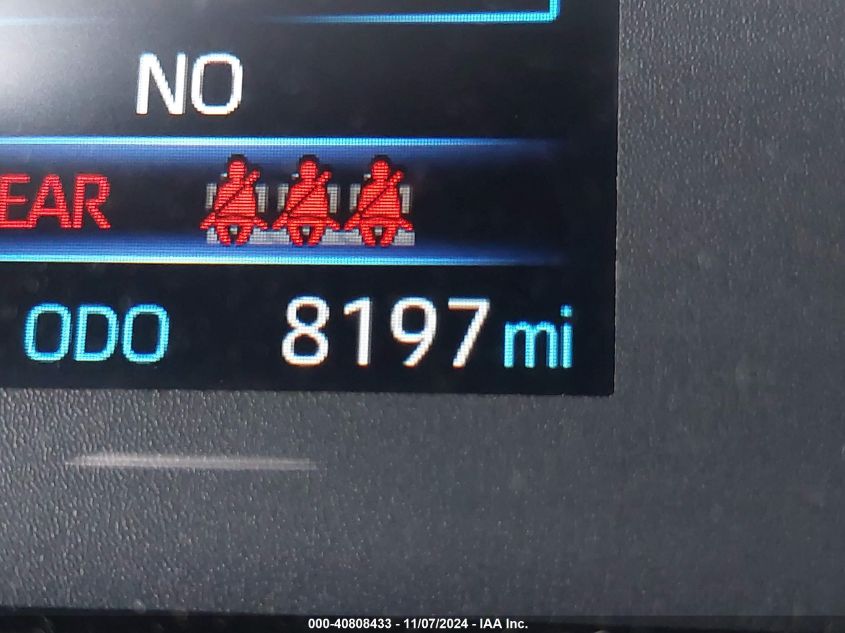 NO
EAR
ODO 8197 mi
000-40808433 - 11/07/2024 - IAA Inc.